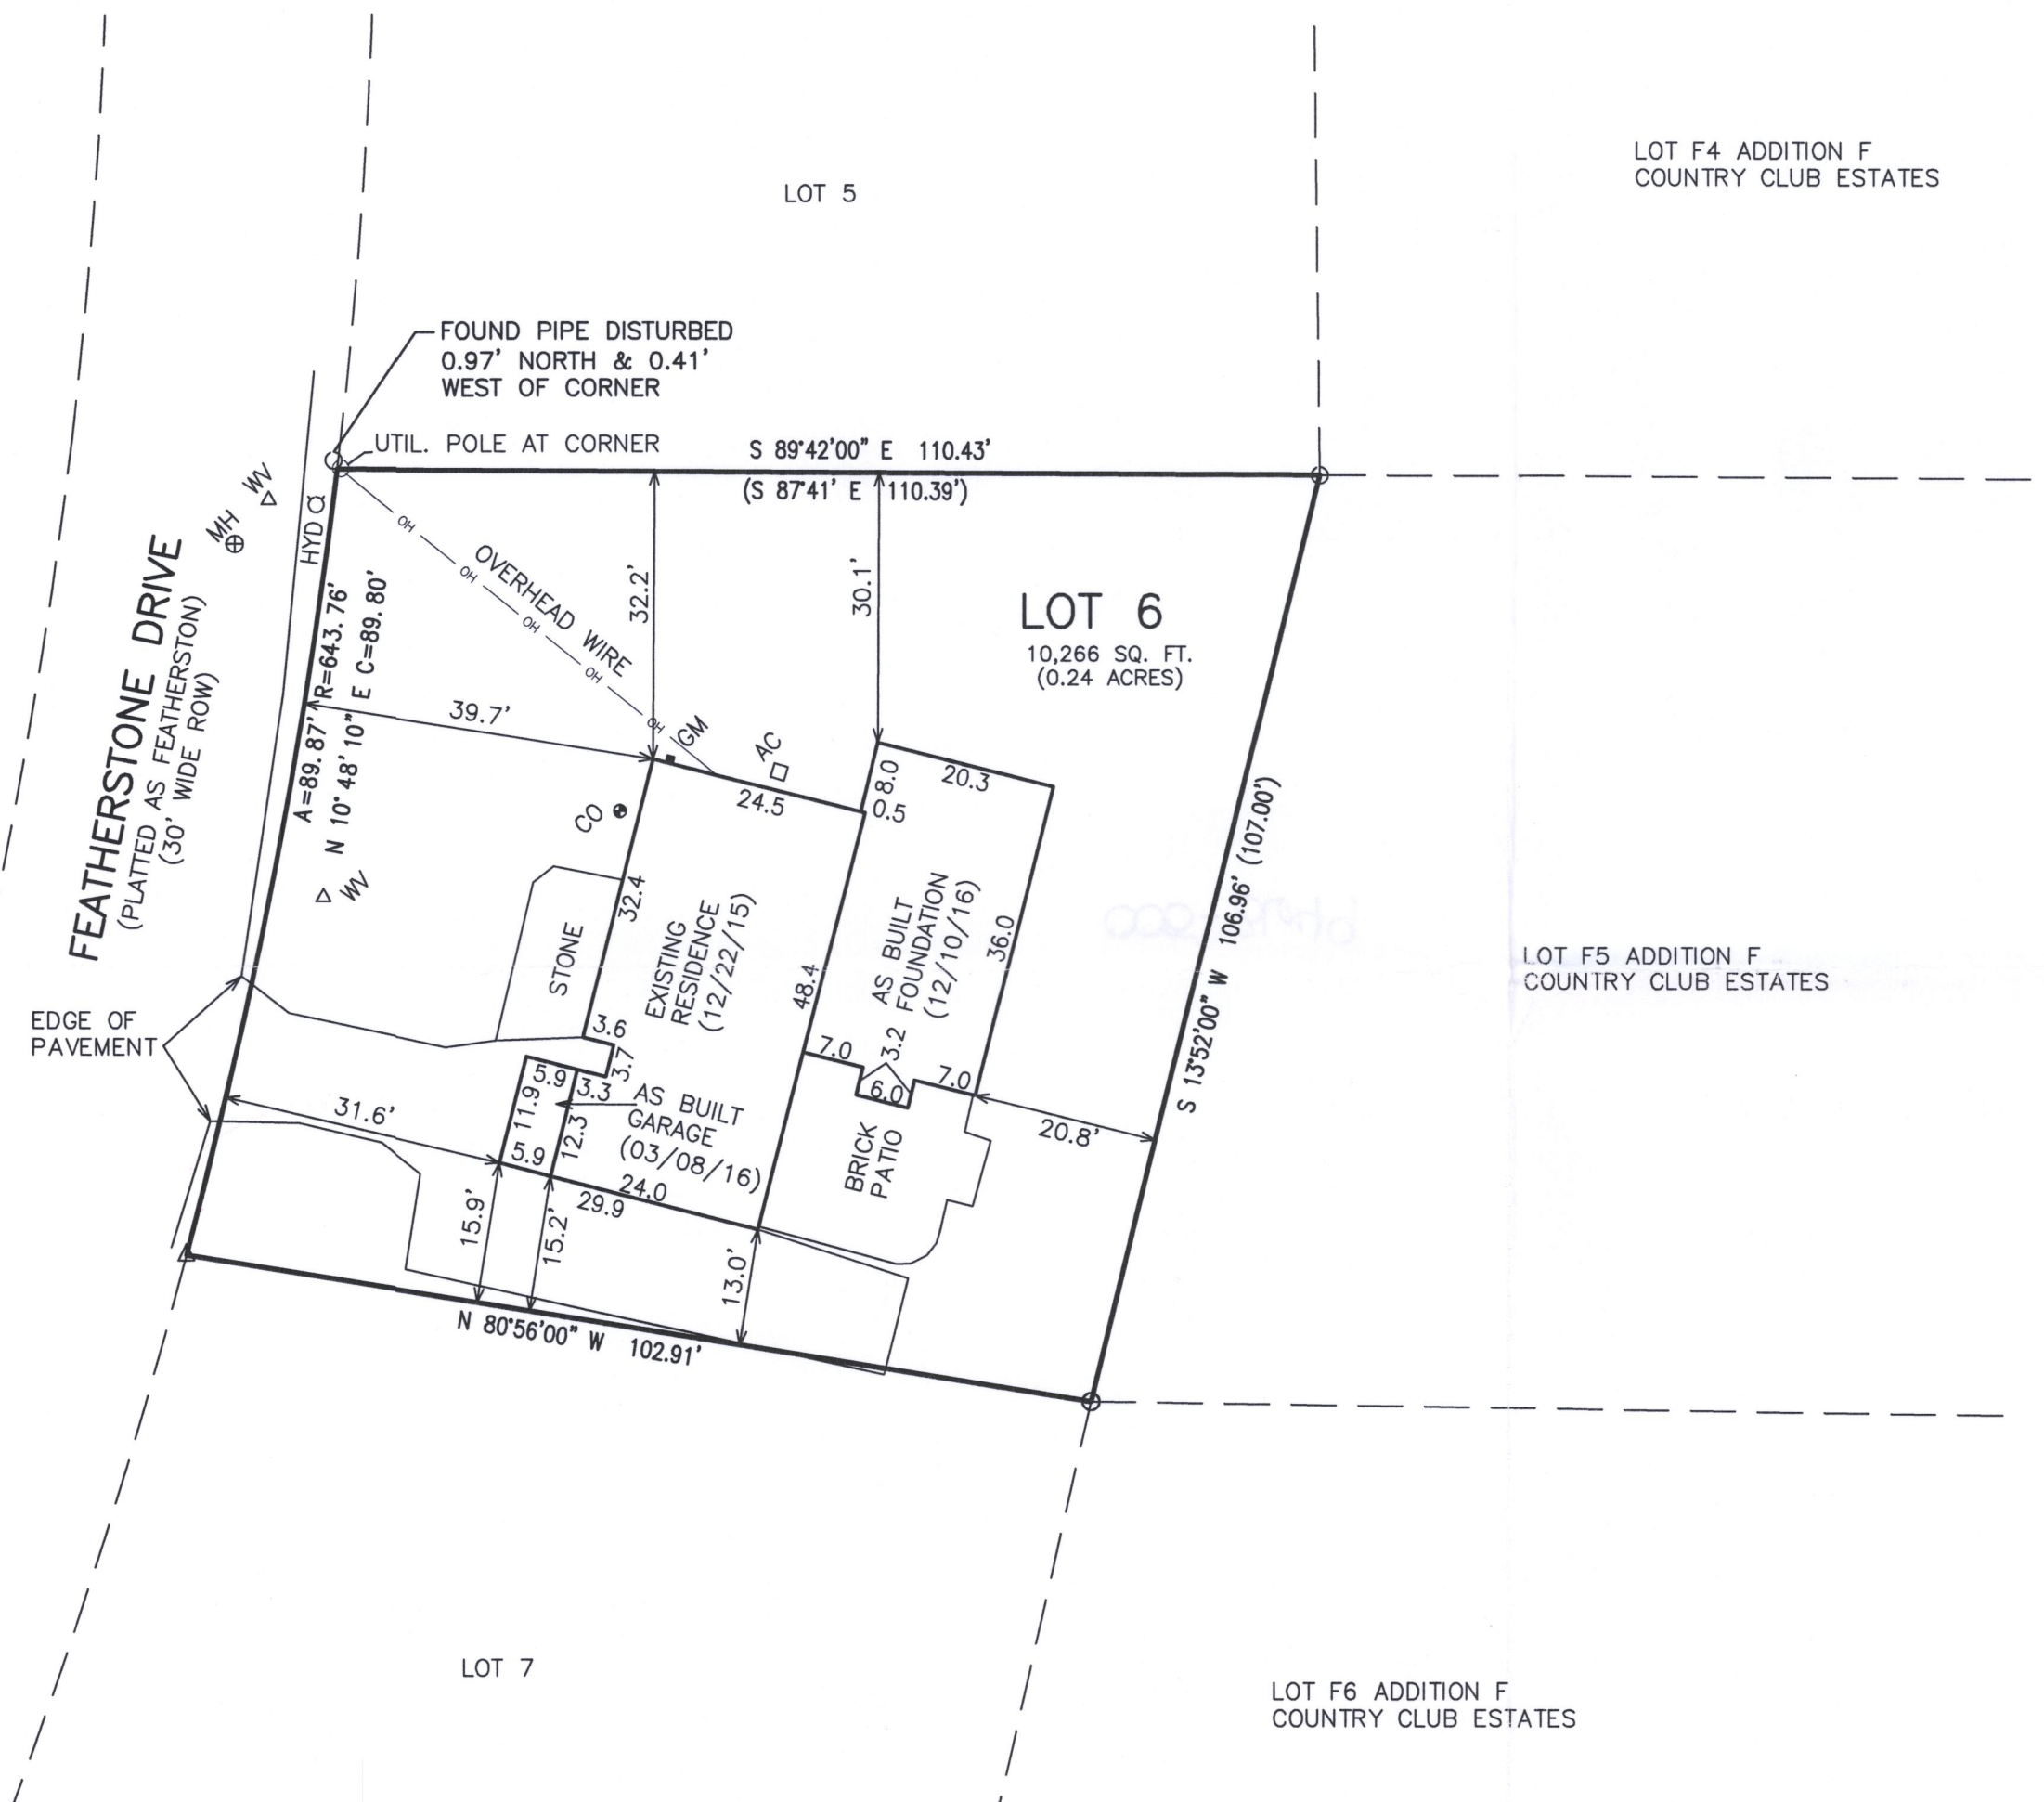 LOT F4 ADDITION F
COUNTRY CLUB ESTATES
LOT 5
FOUND PIPE DISTURBED
0.97' NORTH & 0.41'
WEST OF CORNER
UTIL. POLE AT CORNER
S 89°42'00" E 110.43'
(S 87°41' E 110.39')
WV
MH
HYD
OH
OH
OH
OH
OH
OVERHEAD WIRE
32.2'
30.1'
LOT 6
10,266 SQ. FT.
(0.24 ACRES)
FEATHERSTONE DRIVE
(PLATTED AS FEATHERSTON)
(30' WIDE ROW)
A=89.87' R=643.76'
N 10°48'10" E C=89.80'
39.7'
GM
AC
24.5
8.0
0.5
20.3
CO
WV
32.4
STONE
EXISTING
RESIDENCE
(12/22/15)
48.4
AS BUILT
FOUNDATION
(12/10/16)
36.0
S 13°52'00" W 106.96' (107.00')
LOT F5 ADDITION F
COUNTRY CLUB ESTATES
EDGE OF
PAVEMENT
3.6
3.7
7.0
3.2
6.0
7.0
5.9
3.3
11.9
12.3
5.9
AS BUILT
GARAGE
(03/08/16)
31.6'
20.8'
BRICK
PATIO
24.0
29.9
15.9'
15.2'
13.0'
N 80°56'00" W 102.91'
LOT 7
LOT F6 ADDITION F
COUNTRY CLUB ESTATES